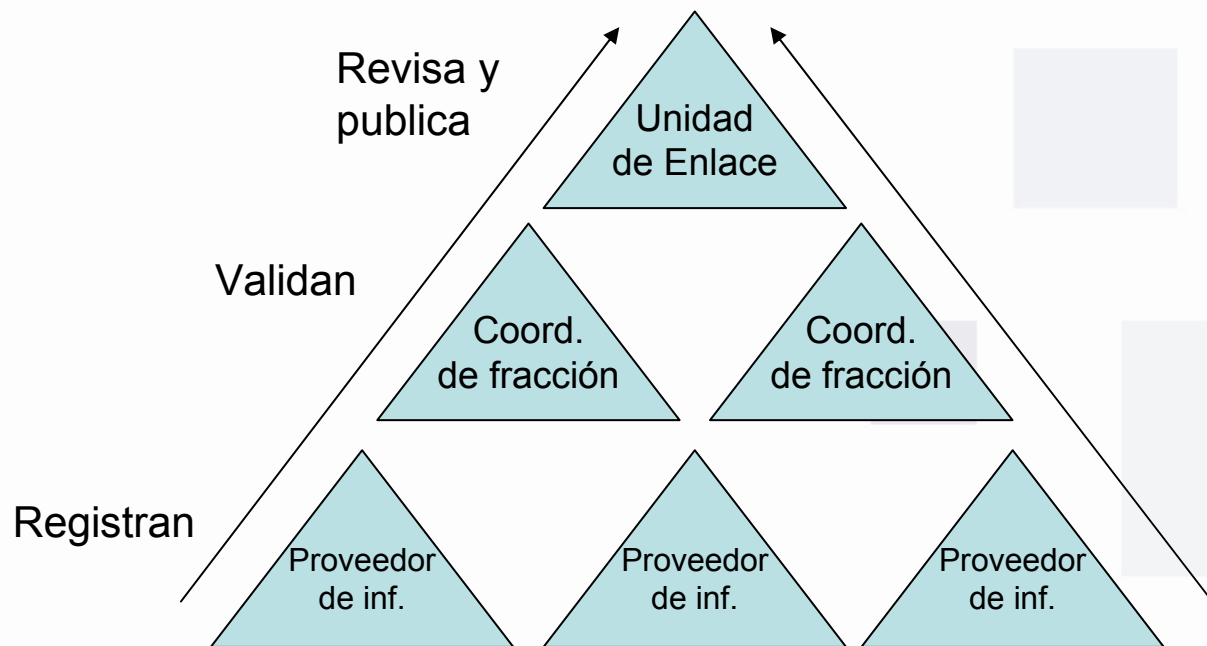 Revisa y
publica
Unidad
de Enlace
Validan
Coord.
de fracción
Coord.
de fracción
Registran
Proveedor
de inf.
Proveedor
de inf.
Proveedor
de inf.